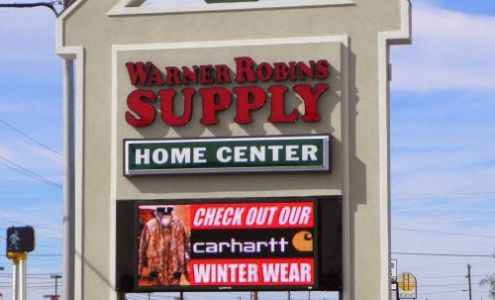 WARNER ROBINS
SUPPLY
HOME CENTER
CHECK OUT OUR
carhartt
WINTER WEAR